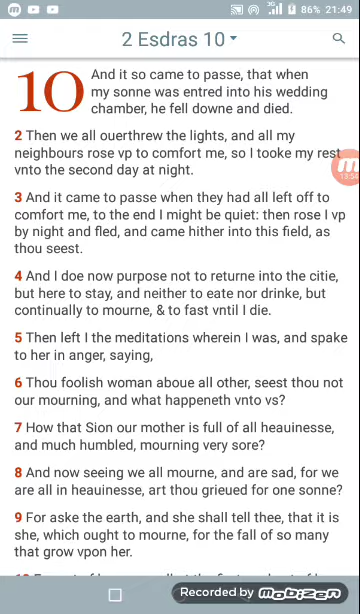 3G 86% 21:49
2 Esdras 10
10 And it so came to passe, that when
my sonne was entred into his wedding
chamber, he fell downe and died.
2 Then we all ouerthrew the lights, and all my
neighbours rose vp to comfort me, so I tooke my rest
vnto the second day at night.
13:54
3 And it came to passe when they had all left off to
comfort me, to the end I might be quiet: then rose I vp
by night and fled, and came hither into this field, as
thou seest.
4 And I doe now purpose not to returne into the citie,
but here to stay, and neither to eate nor drinke, but
continually to mourne, & to fast vntil I die.
5 Then left I the meditations wherein I was, and spake
to her in anger, saying,
6 Thou foolish woman aboue all other, seest thou not
our mourning, and what happeneth vnto vs?
7 How that Sion our mother is full of all heauinesse,
and much humbled, mourning very sore?
8 And now seeing we all mourne, and are sad, for we
are all in heauinesse, art thou grieued for one sonne?
9 For aske the earth, and she shall tell thee, that it is
she, which ought to mourne, for the fall of so many
that grow vpon her.
Recorded by Mobizen